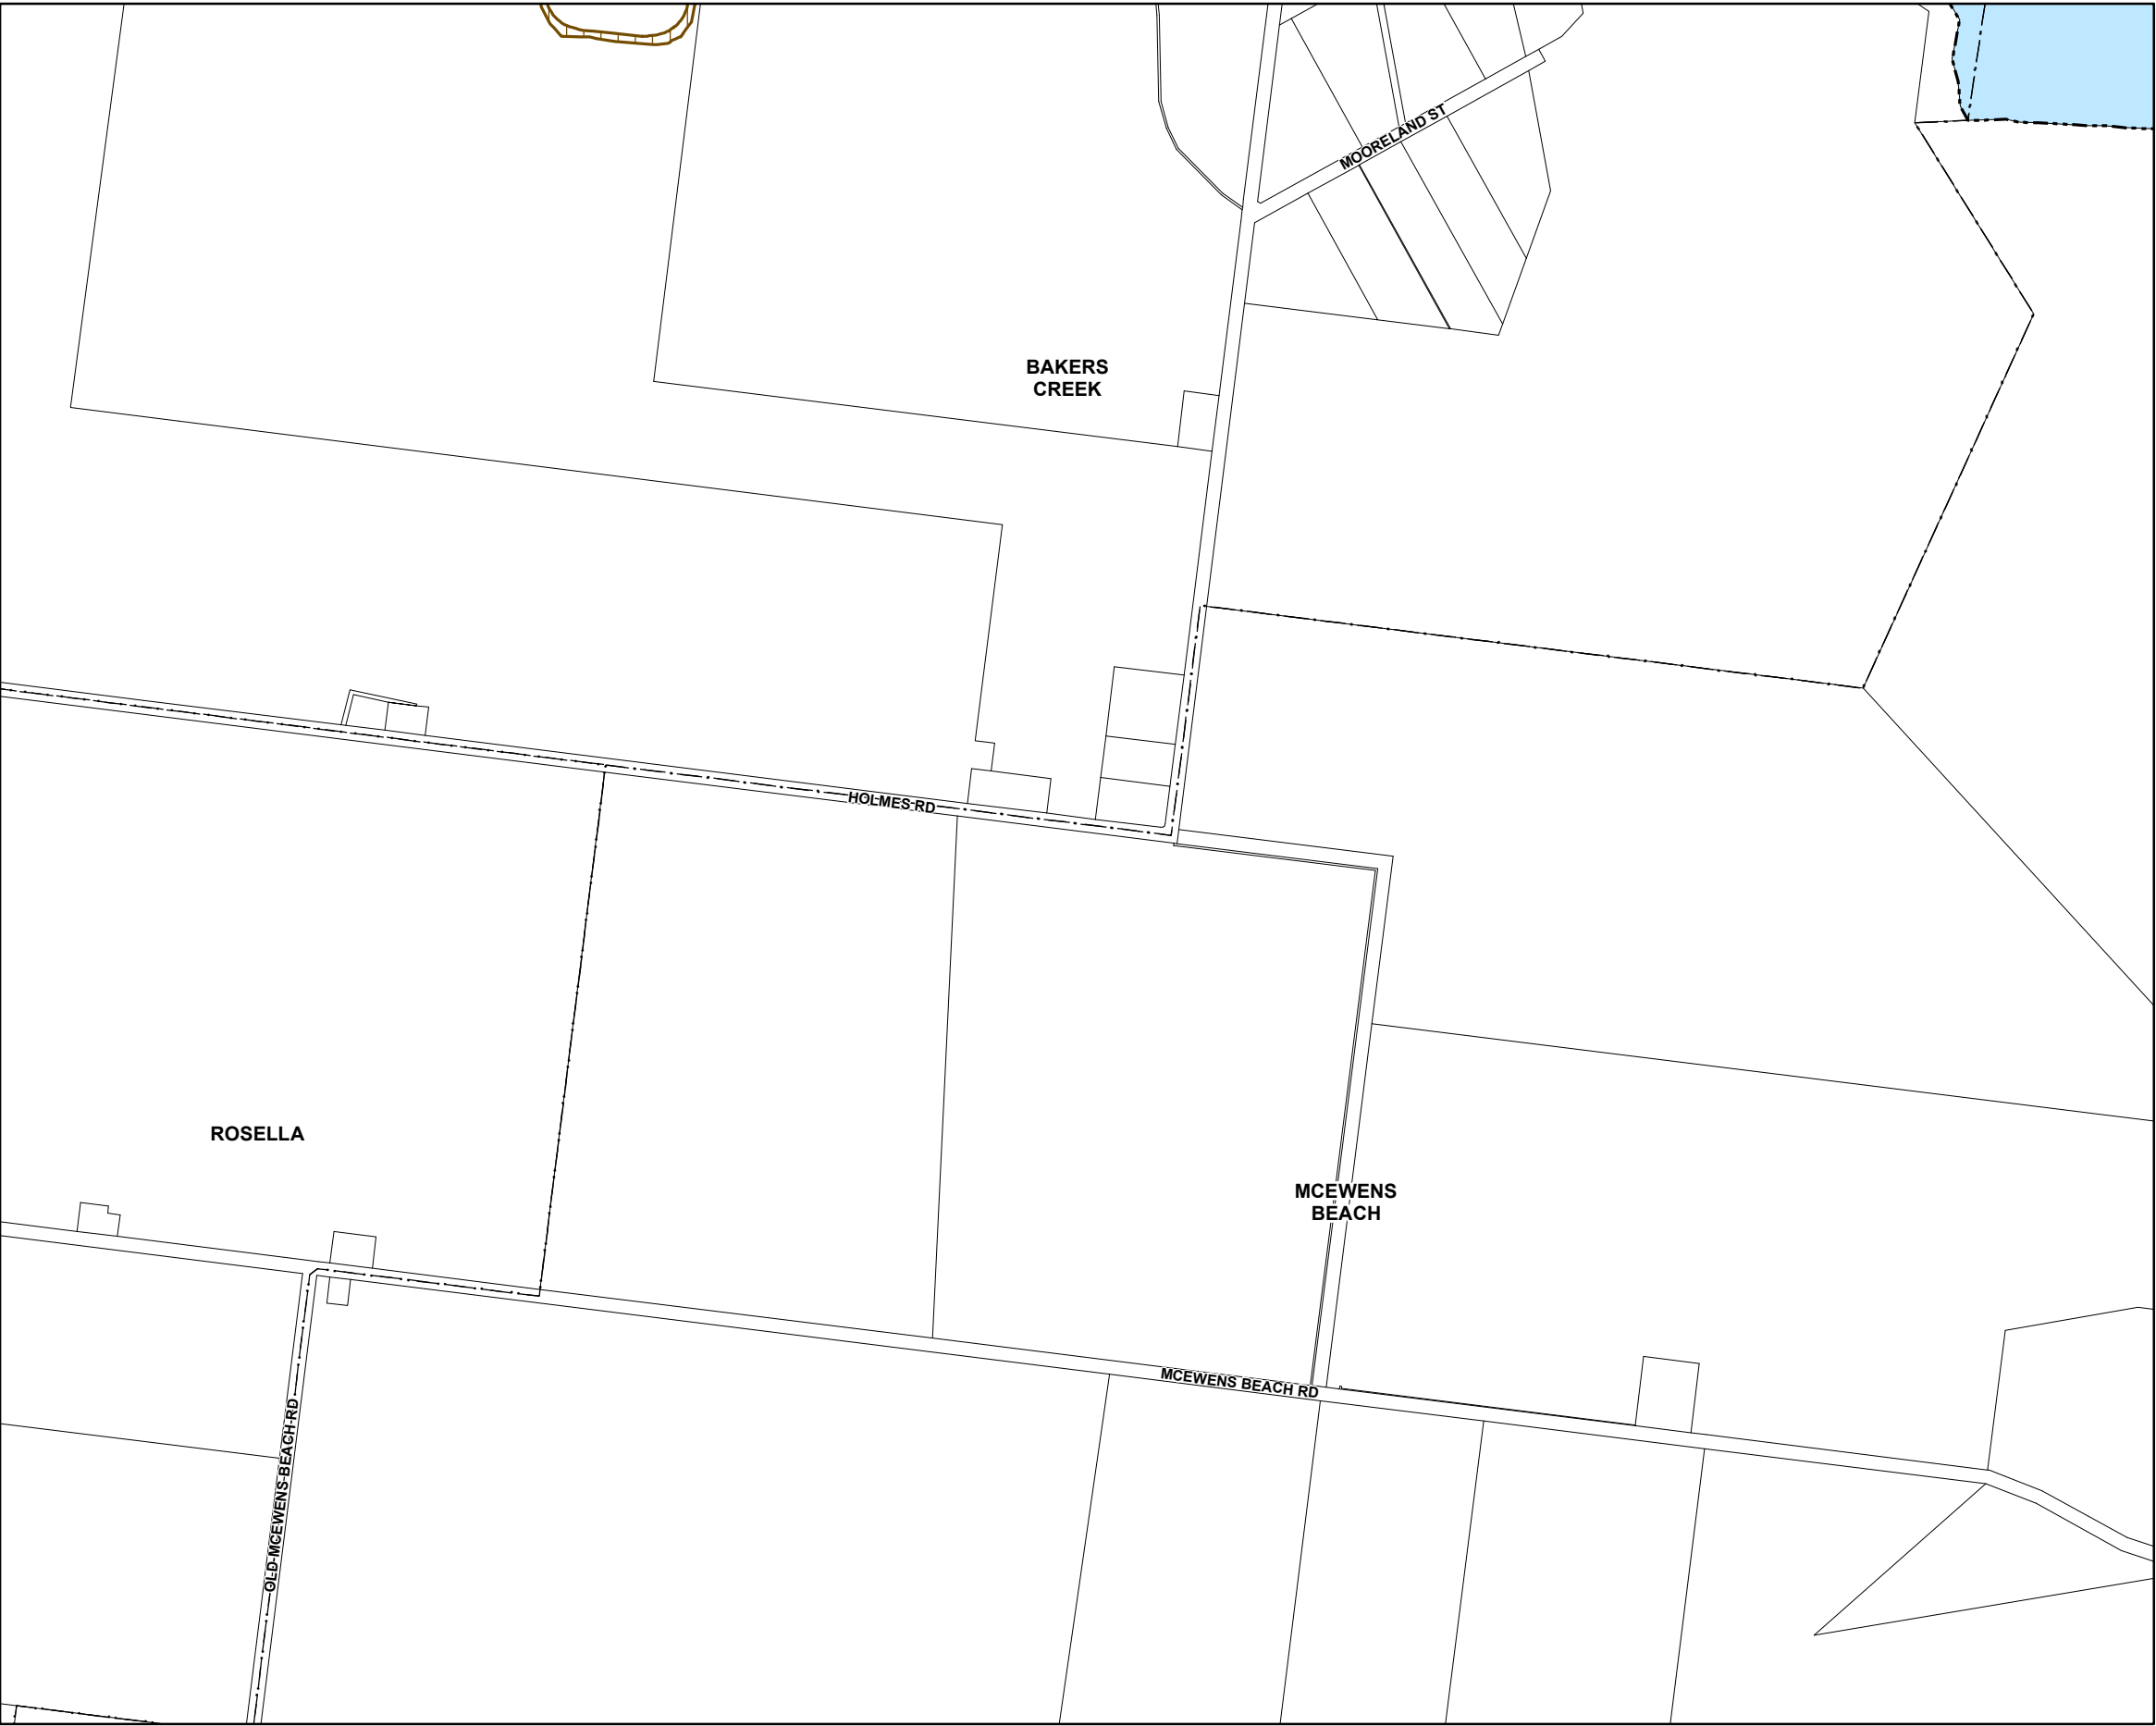 MOORELAND ST
BAKERS
CREEK
HOLMES RD
ROSELLA
MCEWENS
BEACH
MCEWENS BEACH RD
OLD MCEWENS BEACH RD